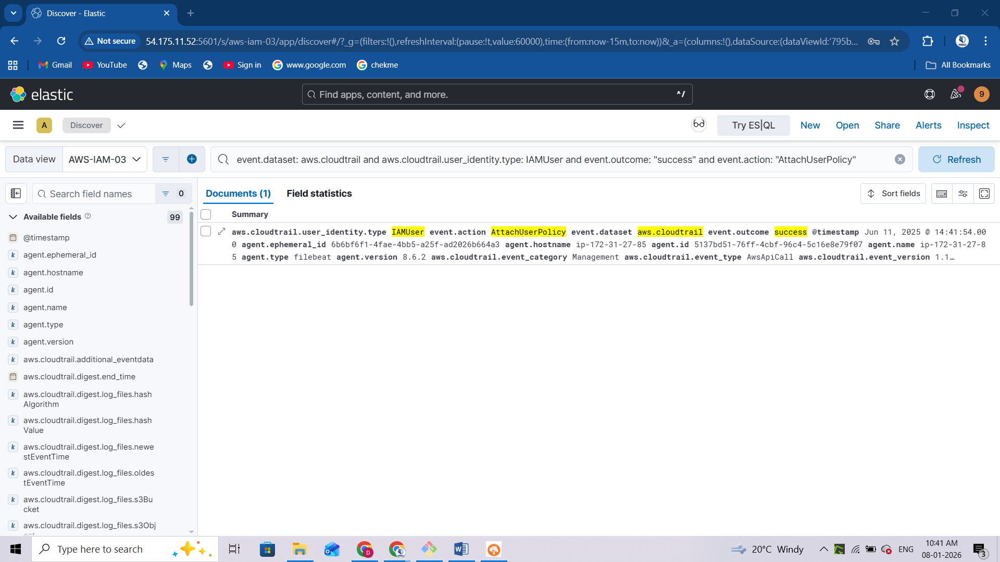 Discover - Elastic
Not secure
54.175.11.52:5601/s/aws-iam-03/app/discover#/?_g=(filters:!(),refreshInterval:(pause:!t,value:60000),time:(from:now-15m,to:now))&_a=(columns:!(),dataSource:(dataViewId:'795b...
Gmail
YouTube
Maps
Sign in
www.google.com
chekme
All Bookmarks
elastic
Find apps, content, and more.
^/
9
A
Discover
Try ES|QL
New
Open
Share
Alerts
Inspect
Data view
AWS-IAM-03
event.dataset: aws.cloudtrail and aws.cloudtrail.user_identity.type: IAMUser and event.outcome: "success" and event.action: "AttachUserPolicy"
Refresh
Search field names
0
Documents (1)
Field statistics
Sort fields
Available fields
99
Summary
aws.cloudtrail.user_identity.type IAMUser event.action AttachUserPolicy event.dataset aws.cloudtrail event.outcome success @timestamp Jun 11, 2025 @ 14:41:54.00
0 agent.ephemeral_id 6b6bf6f1-4fae-4bb5-a25f-ad2026b664a3 agent.hostname ip-172-31-27-85 agent.id 5137bd51-76ff-4cbf-96c4-5c16e8e79f07 agent.name ip-172-31-27-8
5 agent.type filebeat agent.version 8.6.2 aws.cloudtrail.event_category Management aws.cloudtrail.event_type AwsApiCall aws.cloudtrail.event_version 1.1…
@timestamp
k agent.ephemeral_id
k agent.hostname
k agent.id
k agent.name
k agent.type
k agent.version
k aws.cloudtrail.additional_eventdata
aws.cloudtrail.digest.end_time
k aws.cloudtrail.digest.log_files.hash
Algorithm
k aws.cloudtrail.digest.log_files.hash
Value
k aws.cloudtrail.digest.log_files.newe
stEventTime
k aws.cloudtrail.digest.log_files.oldes
tEventTime
k aws.cloudtrail.digest.log_files.s3Bu
cket
k aws.cloudtrail.digest.log_files.s3Obj
Type here to search
20°C Windy
ENG
10:41 AM
08-01-2026
3